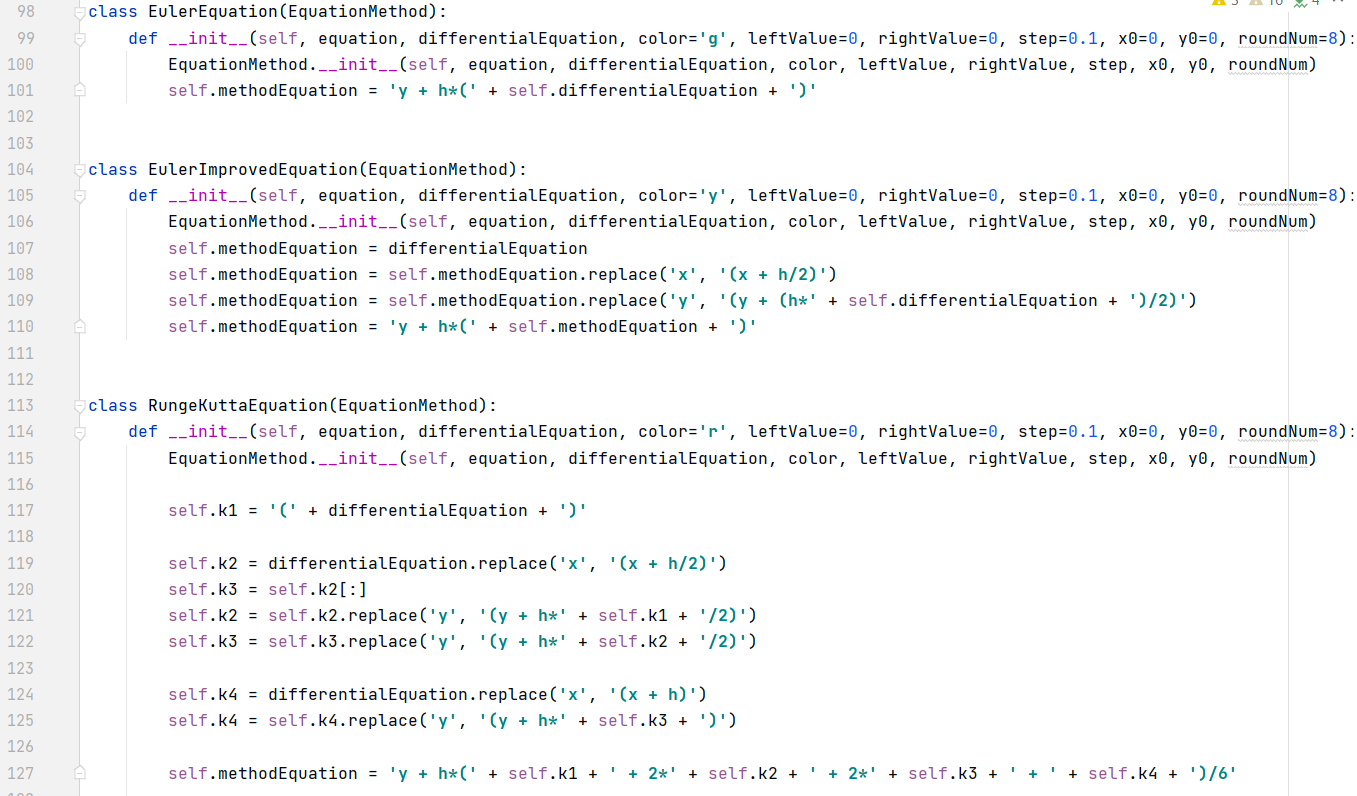 98 class EulerEquation(EquationMethod):
99 def __init__(self, equation, differentialEquation, color='g', leftValue=0, rightValue=0, step=0.1, x0=0, y0=0, roundNum=8):
100 EquationMethod.__init__(self, equation, differentialEquation, color, leftValue, rightValue, step, x0, y0, roundNum)
101 self.methodEquation = 'y + h*(' + self.differentialEquation + ')'
102
103
104 class EulerImprovedEquation(EquationMethod):
105 def __init__(self, equation, differentialEquation, color='y', leftValue=0, rightValue=0, step=0.1, x0=0, y0=0, roundNum=8):
106 EquationMethod.__init__(self, equation, differentialEquation, color, leftValue, rightValue, step, x0, y0, roundNum)
107 self.methodEquation = differentialEquation
108 self.methodEquation = self.methodEquation.replace('x', '(x + h/2)')
109 self.methodEquation = self.methodEquation.replace('y', '(y + (h*' + self.differentialEquation + ')/2)')
110 self.methodEquation = 'y + h*(' + self.methodEquation + ')'
111
112
113 class RungeKuttaEquation(EquationMethod):
114 def __init__(self, equation, differentialEquation, color='r', leftValue=0, rightValue=0, step=0.1, x0=0, y0=0, roundNum=8):
115 EquationMethod.__init__(self, equation, differentialEquation, color, leftValue, rightValue, step, x0, y0, roundNum)
116
117 self.k1 = '(' + differentialEquation + ')'
118
119 self.k2 = differentialEquation.replace('x', '(x + h/2)')
120 self.k3 = self.k2[:]
121 self.k2 = self.k2.replace('y', '(y + h*' + self.k1 + '/2)')
122 self.k3 = self.k3.replace('y', '(y + h*' + self.k2 + '/2)')
123
124 self.k4 = differentialEquation.replace('x', '(x + h)')
125 self.k4 = self.k4.replace('y', '(y + h*' + self.k3 + ')')
126
127 self.methodEquation = 'y + h*(' + self.k1 + ' + 2*' + self.k2 + ' + 2*' + self.k3 + ' + ' + self.k4 + ')/6'